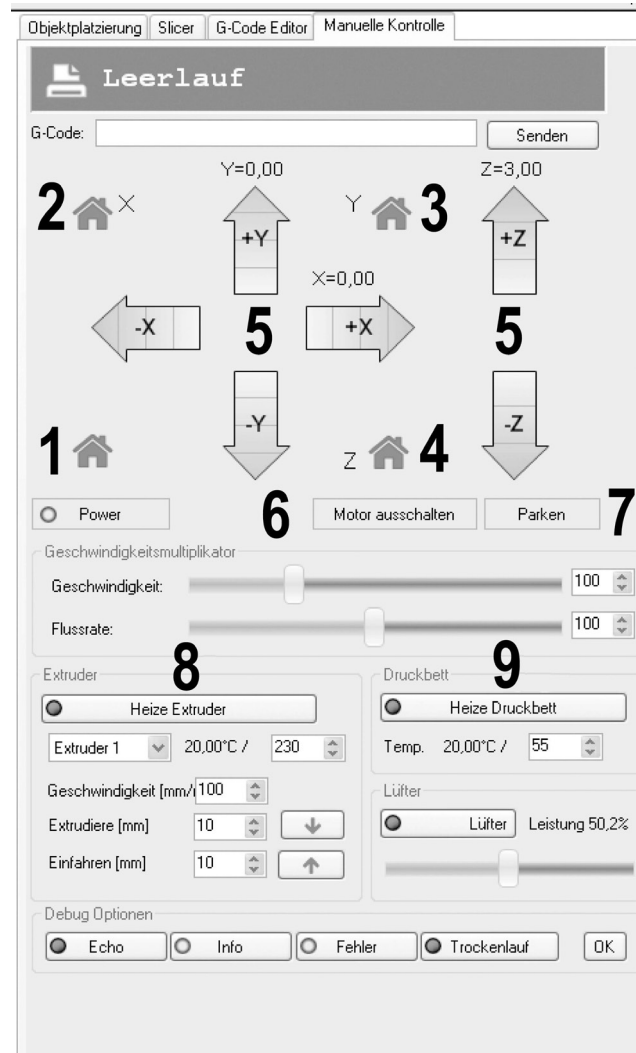 Objektplatzierung Slicer G-Code Editor Manuelle Kontrolle
Leerlauf
G-Code: Senden
Y=0,00 Z=3,00
2 X Y 3
+Y +Z
X=0,00
-X 5 +X 5
-Y -Z
1 Z 4
Power 6 Motor ausschalten Parken 7
Geschwindigkeitsmultiplikator
Geschwindigkeit: 100
Flussrate: 100
8 9
Extruder Druckbett
Heize Extruder Heize Druckbett
Extruder 1 20,00°C / 230 Temp. 20,00°C / 55
Geschwindigkeit [mm/ 100 Lüfter
Extrudiere [mm] 10 Lüfter Leistung 50,2%
Einfahren [mm] 10
Debug Optionen
Echo Info Fehler Trockenlauf OK